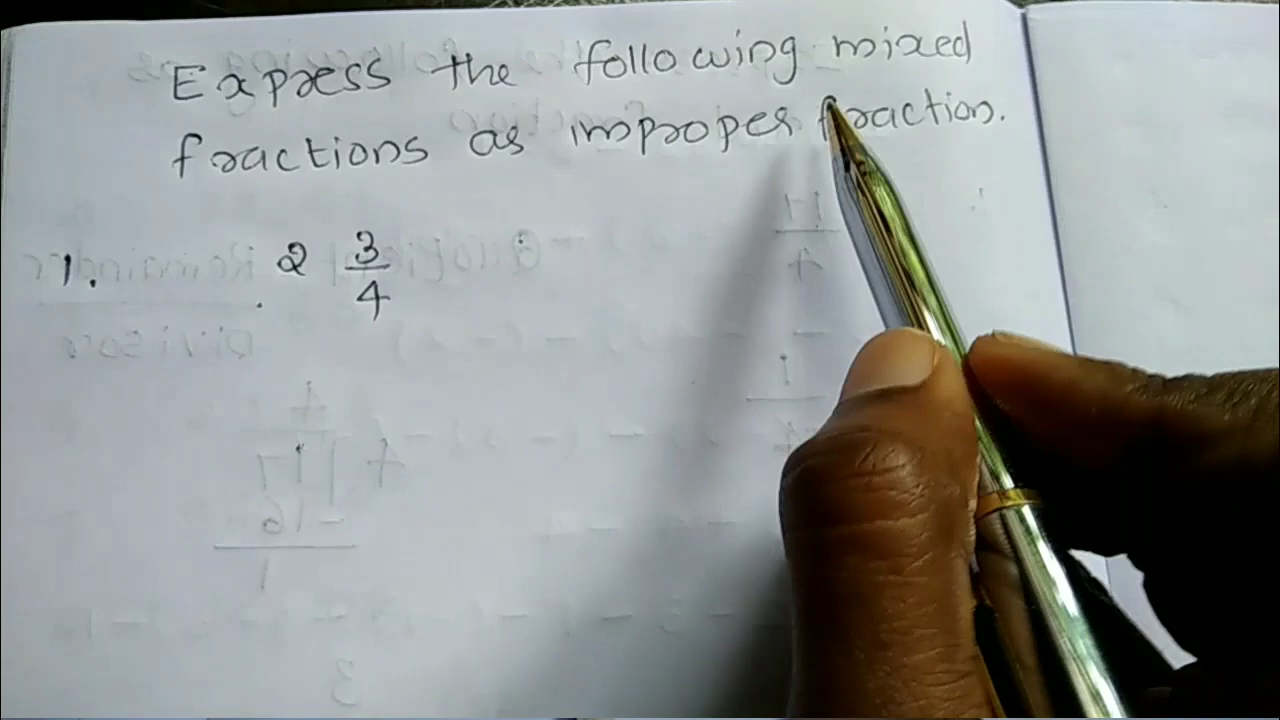 Express the following mixed
fractions as improper fraction.
1. 2 3/4